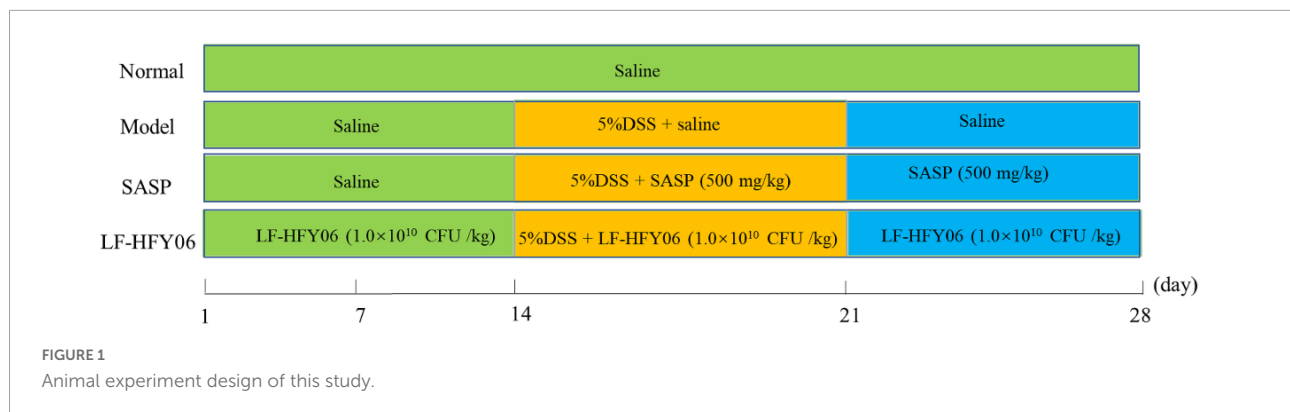 Normal
Saline
Model
Saline
5%DSS + saline
Saline
SASP
Saline
5%DSS + SASP (500 mg/kg)
SASP (500 mg/kg)
LF-HFY06
LF-HFY06 (1.0×10¹⁰ CFU /kg)
5%DSS + LF-HFY06 (1.0×10¹⁰ CFU /kg)
LF-HFY06 (1.0×10¹⁰ CFU /kg)
(day)
1 7 14 21 28
FIGURE 1
Animal experiment design of this study.